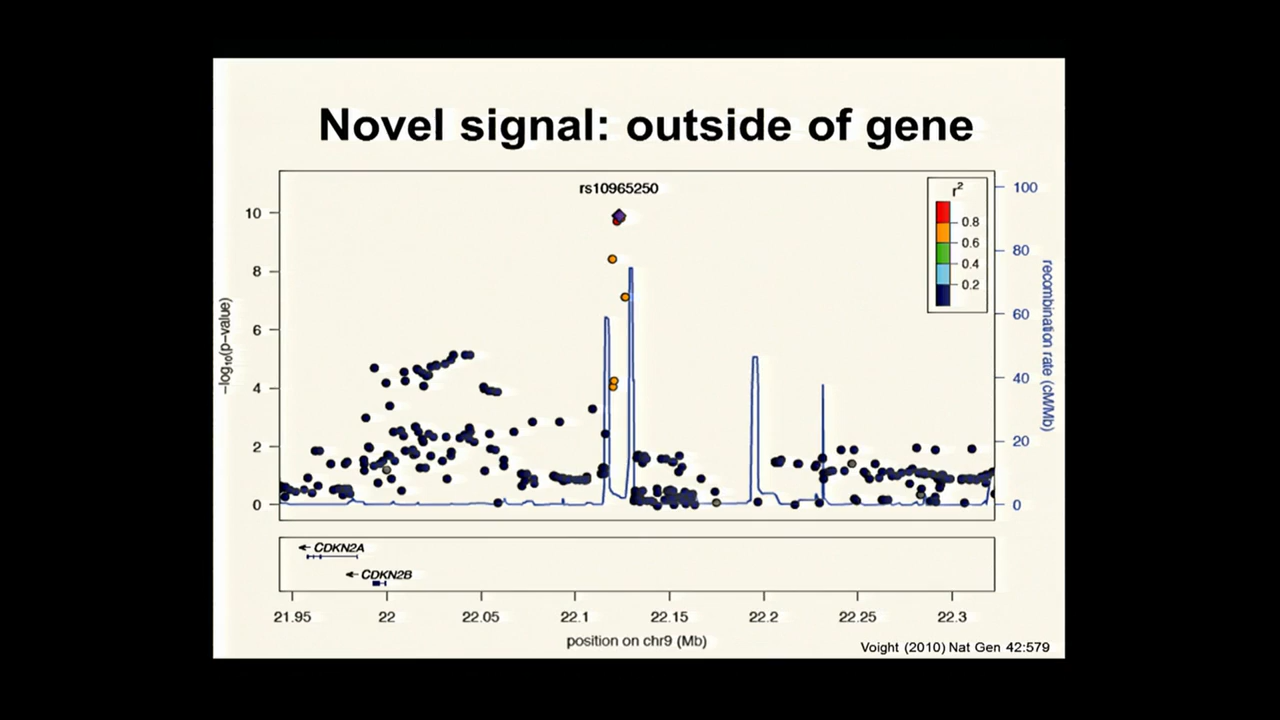 Novel signal: outside of gene
rs10965250
r²
0.8
0.6
0.4
0.2
−log₁₀(p−value)
10
8
6
4
2
0
100
80
60
40
20
0
recombination rate (cM/Mb)
← CDKN2A
← CDKN2B
21.95 22 22.05 22.1 22.15 22.2 22.25 22.3
position on chr9 (Mb)
Voight (2010) Nat Gen 42:579